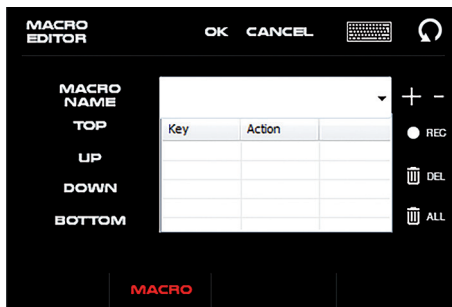 MACRO
EDITOR
OK CANCEL
MACRO
NAME
+ -
TOP
Key Action
REC
UP
DEL
DOWN
BOTTOM
ALL
MACRO